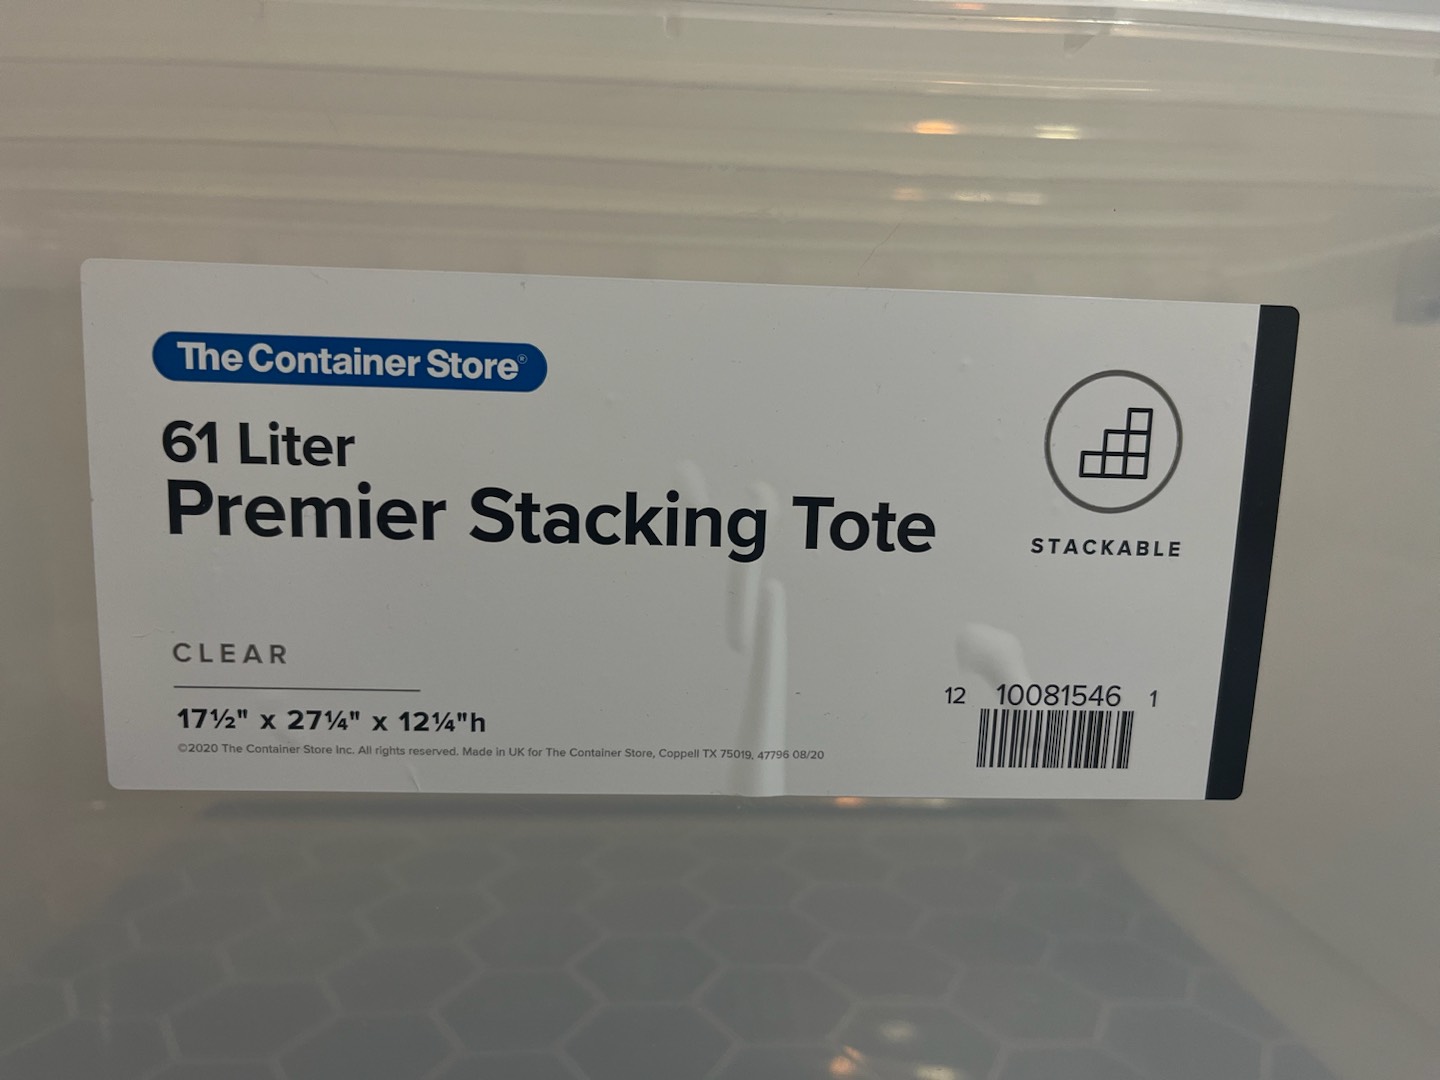 The Container Store®
61 Liter
Premier Stacking Tote
STACKABLE
CLEAR
17½" x 27¼" x 12¼"h
©2020 The Container Store Inc. All rights reserved. Made in UK for The Container Store, Coppell TX 75019, 47796 08/20
12 10081546 1